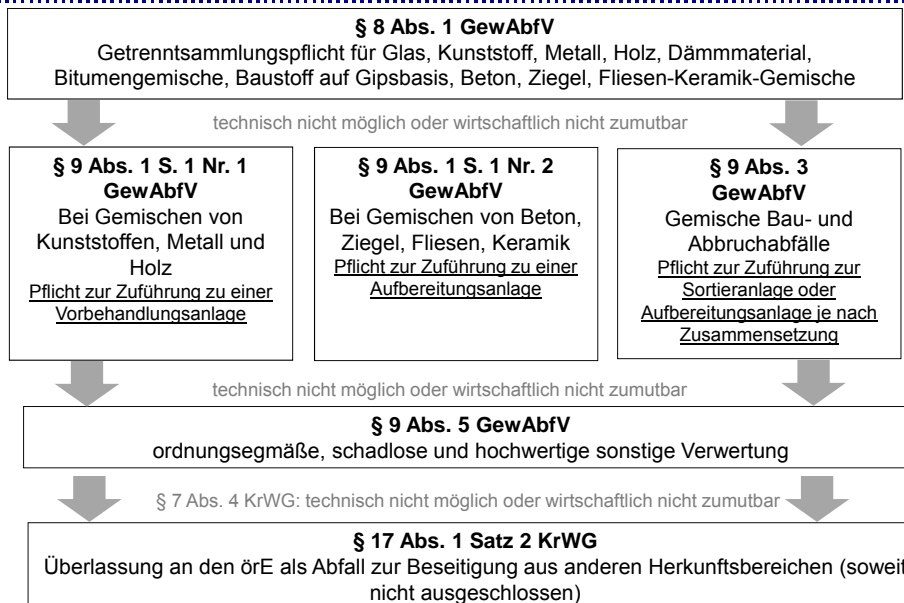 § 8 Abs. 1 GewAbfV
Getrenntsammlungspflicht für Glas, Kunststoff, Metall, Holz, Dämmmaterial,
Bitumengemische, Baustoff auf Gipsbasis, Beton, Ziegel, Fliesen-Keramik-Gemische
technisch nicht möglich oder wirtschaftlich nicht zumutbar
§ 9 Abs. 1 S. 1 Nr. 1
GewAbfV
Bei Gemischen von
Kunststoffen, Metall und
Holz
Pflicht zur Zuführung zu einer
Vorbehandlungsanlage
§ 9 Abs. 1 S. 1 Nr. 2
GewAbfV
Bei Gemischen von Beton,
Ziegel, Fliesen, Keramik
Pflicht zur Zuführung zu einer
Aufbereitungsanlage
§ 9 Abs. 3
GewAbfV
Gemische Bau- und
Abbruchabfälle
Pflicht zur Zuführung zur
Sortieranlage oder
Aufbereitungsanlage je nach
Zusammensetzung
technisch nicht möglich oder wirtschaftlich nicht zumutbar
§ 9 Abs. 5 GewAbfV
ordnungsegmäße, schadlose und hochwertige sonstige Verwertung
§ 7 Abs. 4 KrWG: technisch nicht möglich oder wirtschaftlich nicht zumutbar
§ 17 Abs. 1 Satz 2 KrWG
Überlassung an den örE als Abfall zur Beseitigung aus anderen Herkunftsbereichen (soweit
nicht ausgeschlossen)